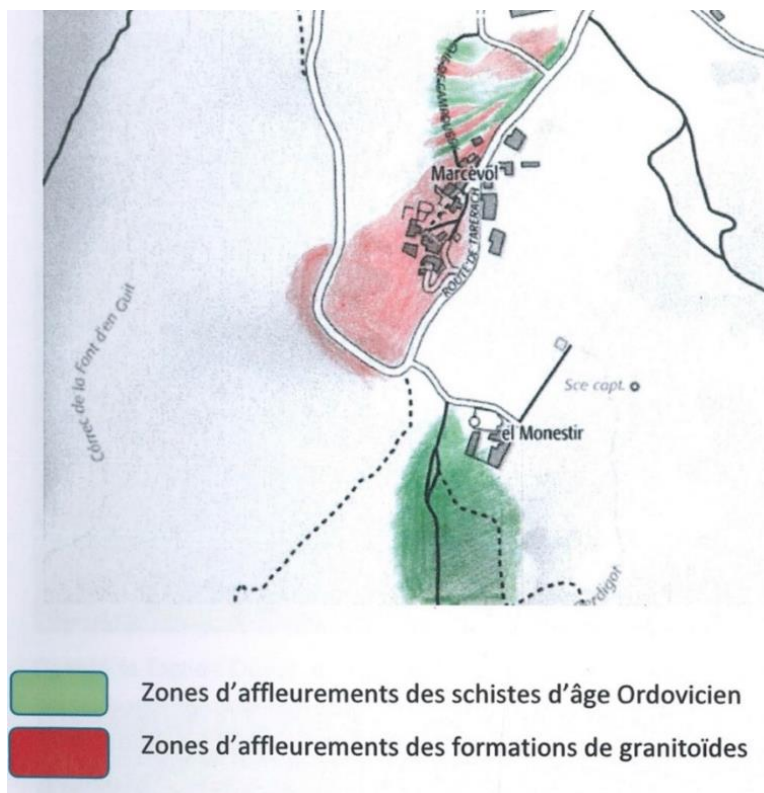 Marcèvol
ROUTE DE TARERACH
Còrrec de la Font d'en Guit
Sce capt.
el Monestir
Zones d'affleurements des schistes d'âge Ordovicien
Zones d'affleurements des formations de granitoïdes